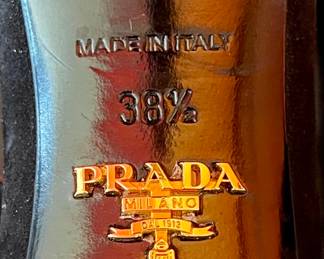 MADE IN ITALY
38½
PRADA
MILANO
DAL 1913